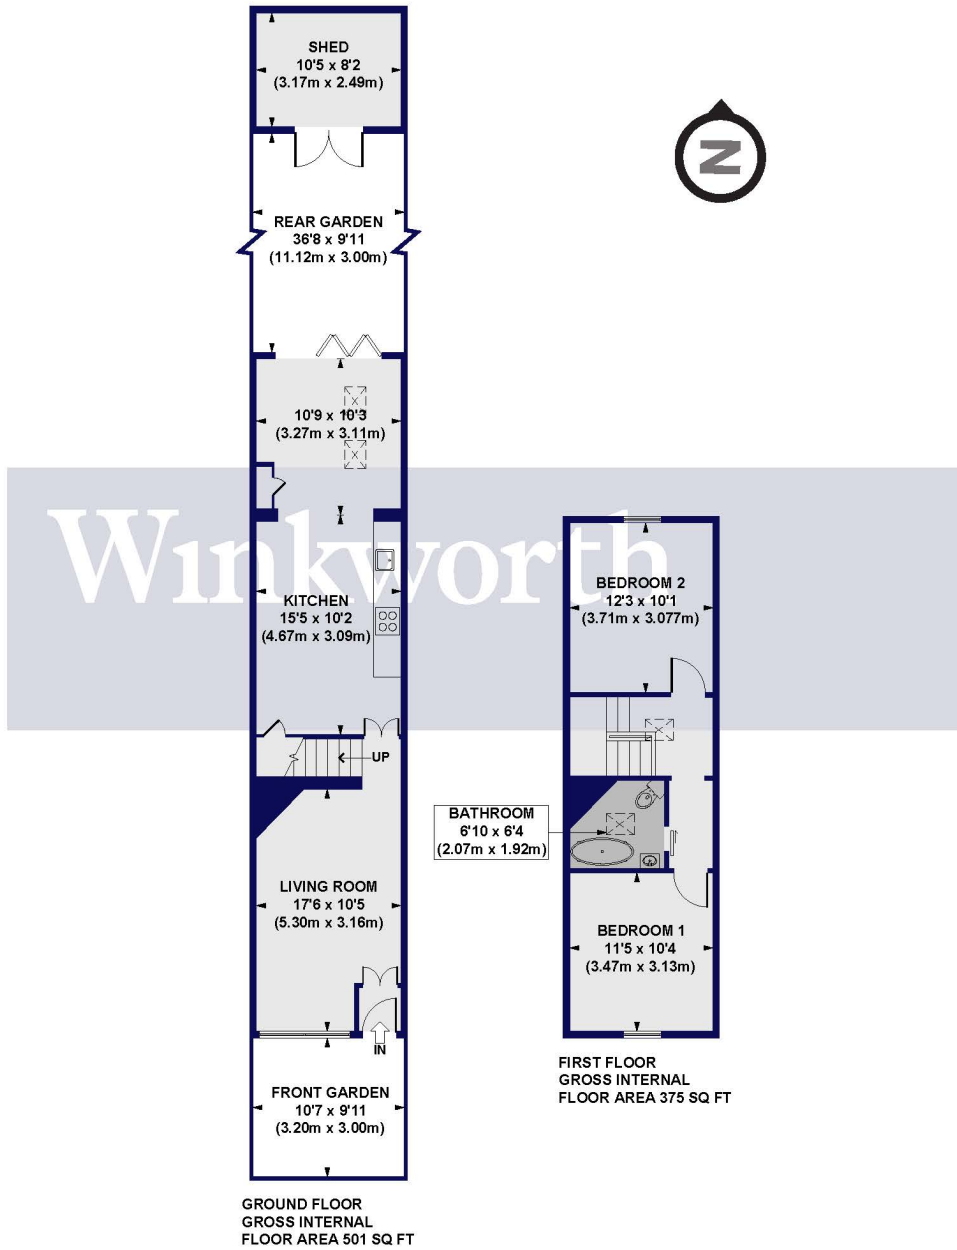 SHED
10'5 x 8'2
(3.17m x 2.49m)
N
REAR GARDEN
36'8 x 9'11
(11.12m x 3.00m)
10'9 x 10'3
(3.27m x 3.11m)
Winkworth
KITCHEN
15'5 x 10'2
(4.67m x 3.09m)
UP
LIVING ROOM
17'6 x 10'5
(5.30m x 3.16m)
IN
FRONT GARDEN
10'7 x 9'11
(3.20m x 3.00m)
GROUND FLOOR
GROSS INTERNAL
FLOOR AREA 501 SQ FT
BEDROOM 2
12'3 x 10'1
(3.71m x 3.077m)
BATHROOM
6'10 x 6'4
(2.07m x 1.92m)
BEDROOM 1
11'5 x 10'4
(3.47m x 3.13m)
FIRST FLOOR
GROSS INTERNAL
FLOOR AREA 375 SQ FT